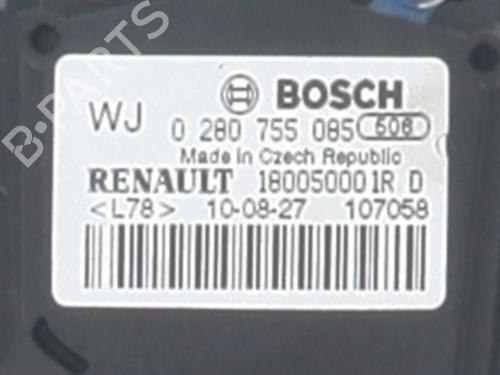 B-PARTS
BOSCH
WJ 0 280 755 085 508
Made in Czech Republic
RENAULT 180050001R D
<L78> 10-08-27 107058